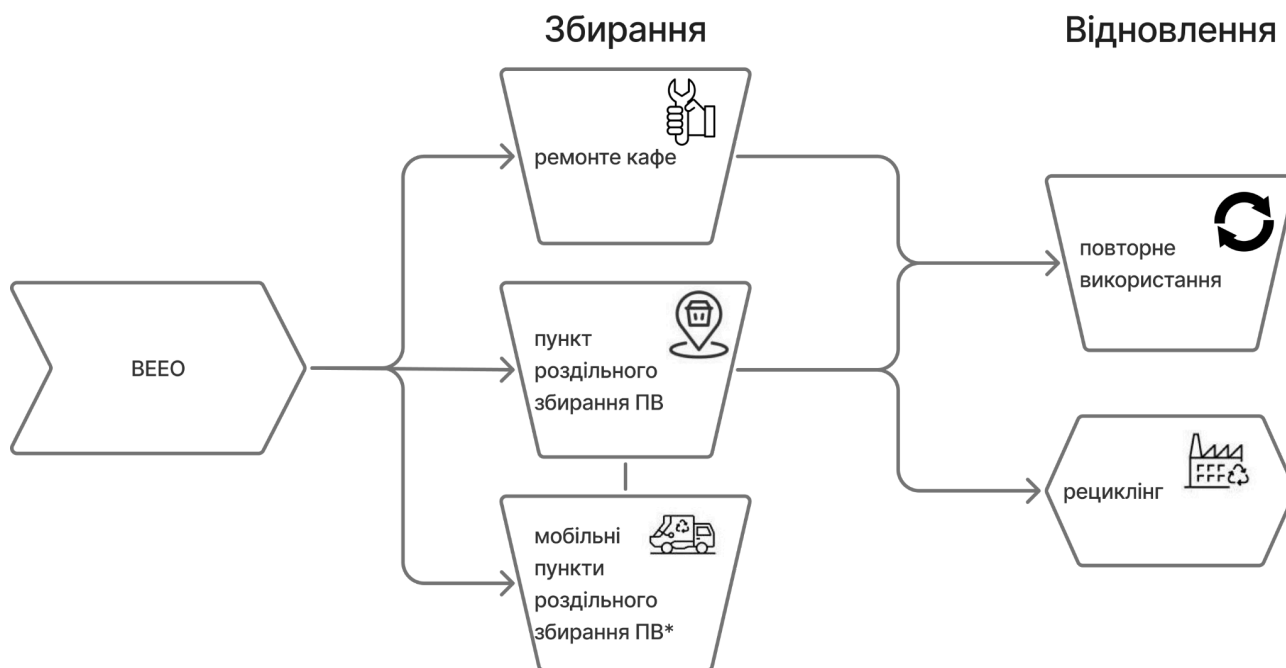 Збирання
Відновлення
ремонте кафе
повторне
використання
ВЕЕО
пункт
роздільного
збирання ПВ
рециклінг
мобільні
пункти
роздільного
збирання ПВ*